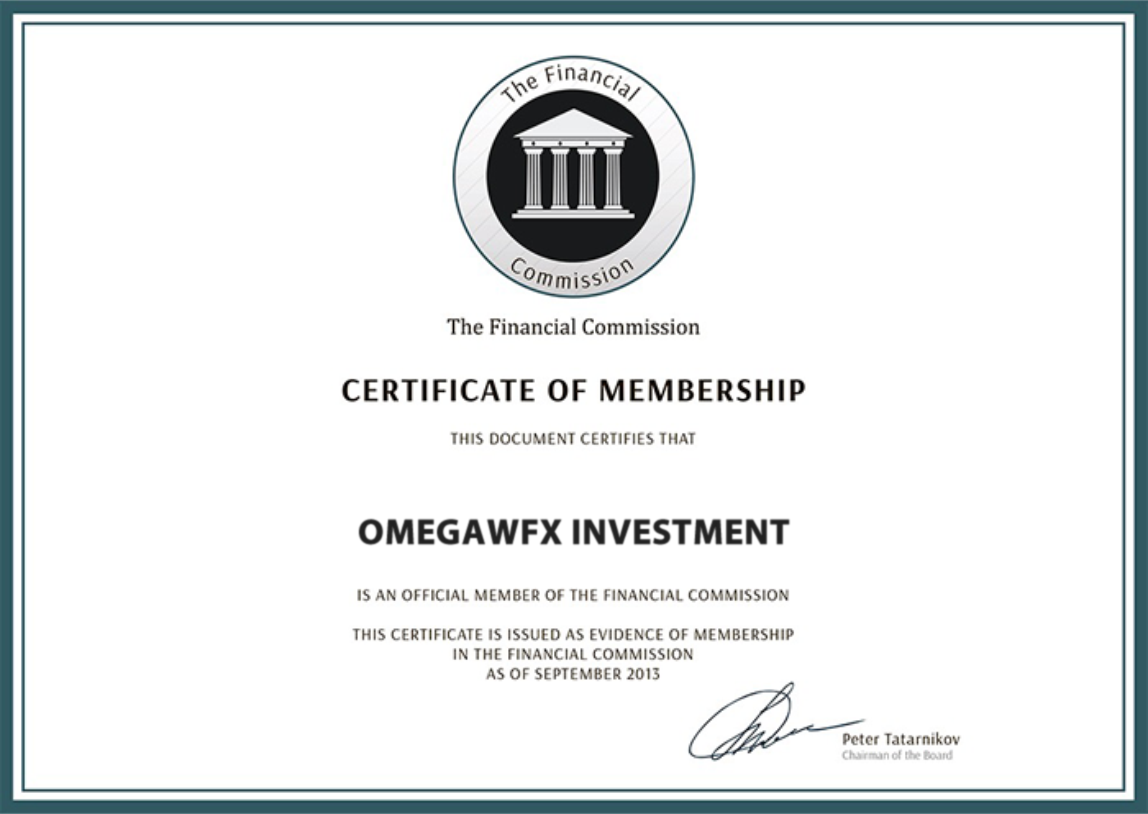 The Financial
Commission
The Financial Commission
CERTIFICATE OF MEMBERSHIP
THIS DOCUMENT CERTIFIES THAT
OMEGAWFX INVESTMENT
IS AN OFFICIAL MEMBER OF THE FINANCIAL COMMISSION
THIS CERTIFICATE IS ISSUED AS EVIDENCE OF MEMBERSHIP
IN THE FINANCIAL COMMISSION
AS OF SEPTEMBER 2013
Peter Tatarnikov
Chairman of the Board